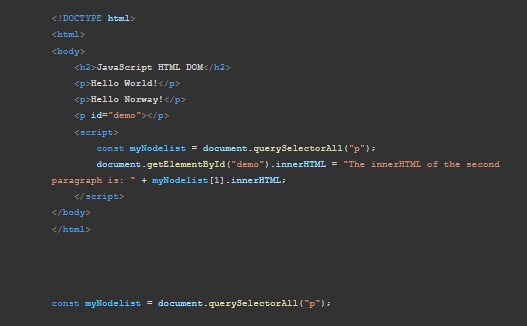 <!DOCTYPE html>
<html>
<body>
<h2>JavaScript HTML DOM</h2>
<p>Hello World!</p>
<p>Hello Norway!</p>
<p id="demo"></p>
<script>
const myNodelist = document.querySelectorAll("p");
document.getElementById("demo").innerHTML = "The innerHTML of the second
paragraph is: " + myNodelist[1].innerHTML;
</script>
</body>
</html>
const myNodelist = document.querySelectorAll("p");